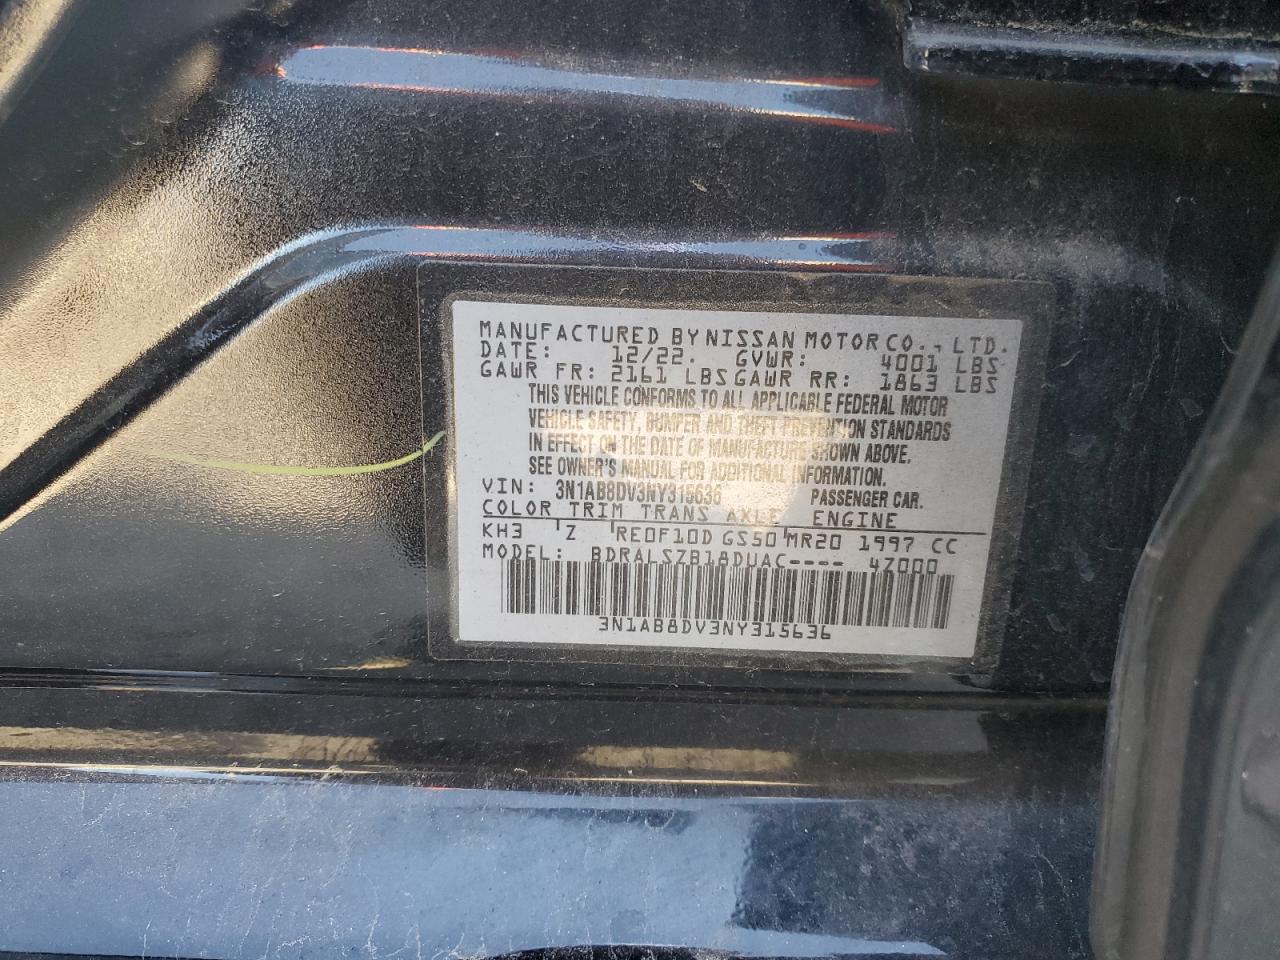 MANUFACTURED BY NISSAN MOTOR CO., LTD.
DATE: 12/22. GVWR: 4001 LBS
GAWR FR: 2161 LBS GAWR RR: 1863 LBS
THIS VEHICLE CONFORMS TO ALL APPLICABLE FEDERAL MOTOR
VEHICLE SAFETY, BUMPER AND THEFT PREVENTION STANDARDS
IN EFFECT ON THE DATE OF MANUFACTURE SHOWN ABOVE.
SEE OWNER'S MANUAL FOR ADDITIONAL INFORMATION.
VIN: 3N1AB8DV3NY315636 PASSENGER CAR.
COLOR TRIM TRANS AXLE ENGINE
KH3 Z RE0F10D GS50 MR20 1997 CC
MODEL: BDRALSZB18DUAC---- 4Z000
3N1AB8DV3NY315636